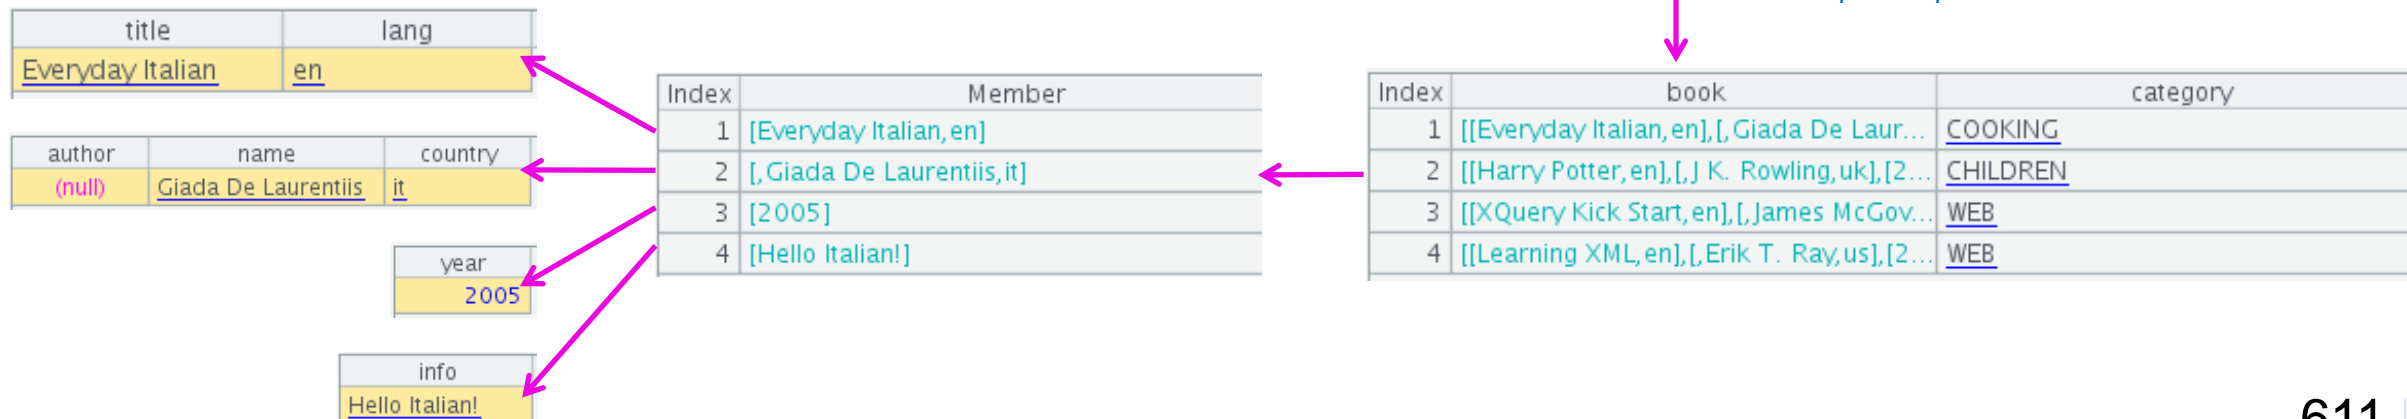 title lang
Everyday Italian en
author name country
(null) Giada De Laurentiis it
year
2005
info
Hello Italian!
Index Member
1 [Everyday Italian,en]
2 [,Giada De Laurentiis,it]
3 [2005]
4 [Hello Italian!]
Index book category
1 [[Everyday Italian,en],[,Giada De Laur... COOKING
2 [[Harry Potter,en],[,J K. Rowling,uk],[2... CHILDREN
3 [[XQuery Kick Start,en],[,James McGov... WEB
4 [[Learning XML,en],[,Erik T. Ray,us],[2... WEB
611